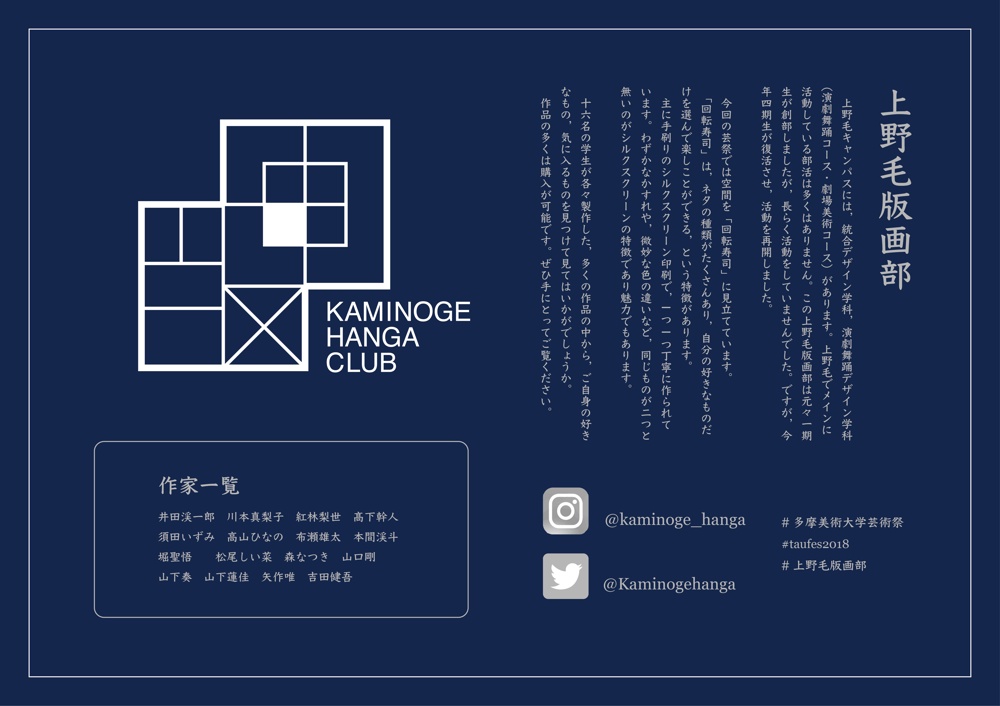 上野毛版画部
上野毛キャンパスには、統合デザイン学科、演劇舞踊デザイン学科
（演劇舞踊コース・劇場美術コース）があります。上野毛でメインに
活動している部活は多くはありません。この上野毛版画部は元々一期
生が創部しましたが、長らく活動をしていませんでした。ですが、今
年四期生が復活させ、活動を再開しました。
今回の芸祭では空間を「回転寿司」に見立てています。
「回転寿司」は、ネタの種類がたくさんあり、自分の好きなものだ
けを選んで楽しことができる、という特徴があります。
主に手刷りのシルクスクリーン印刷で、一つ一つ丁寧に作られて
います。わずかなかすれや、微妙な色の違いなど、同じものが二つと
無いのがシルクスクリーンの特徴であり魅力でもあります。
十六名の学生が各々製作した、多くの作品の中から、ご自身の好き
なもの、気に入るものを見つけて見てはいかがでしょうか。
作品の多くは購入が可能です。ぜひ手にとってご覧ください。
KAMINOGE
HANGA
CLUB
作家一覧
井田渓一郎　川本真梨子　紅林梨世　髙下幹人
須田いずみ　高山ひなの　布瀬雄太　本間渓斗
堀聖悟　松尾しい菜　森なつき　山口剛
山下奏　山下蓮佳　矢作唯　吉田健吾
@kaminoge_hanga
@Kaminogehanga
# 多摩美術大学芸術祭
#taufes2018
# 上野毛版画部